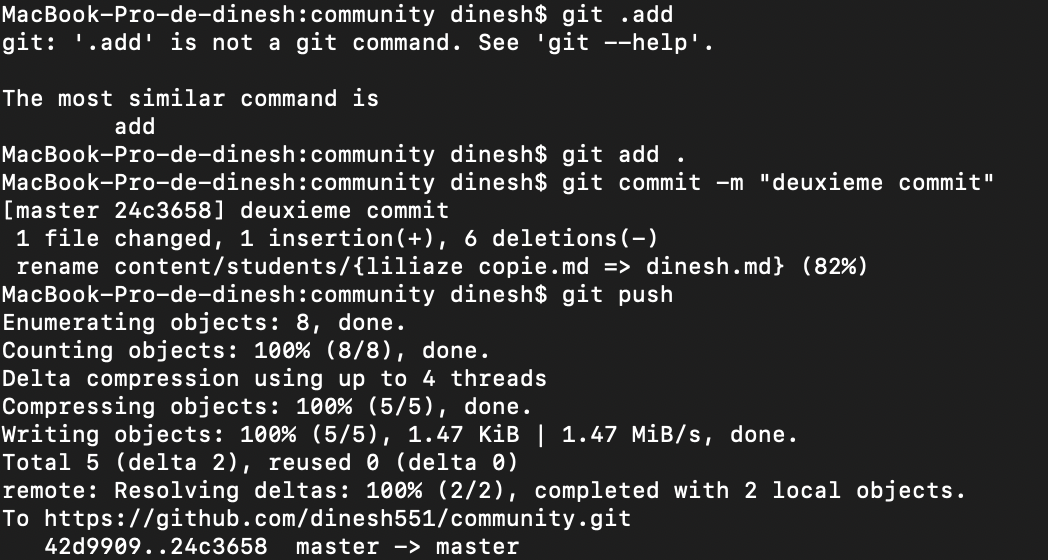 MacBook-Pro-de-dinesh:community dinesh$ git .add
git: '.add' is not a git command. See 'git --help'.
The most similar command is
add
MacBook-Pro-de-dinesh:community dinesh$ git add .
MacBook-Pro-de-dinesh:community dinesh$ git commit -m "deuxieme commit"
[master 24c3658] deuxieme commit
1 file changed, 1 insertion(+), 6 deletions(-)
rename content/students/{liliaze copie.md => dinesh.md} (82%)
MacBook-Pro-de-dinesh:community dinesh$ git push
Enumerating objects: 8, done.
Counting objects: 100% (8/8), done.
Delta compression using up to 4 threads
Compressing objects: 100% (5/5), done.
Writing objects: 100% (5/5), 1.47 KiB | 1.47 MiB/s, done.
Total 5 (delta 2), reused 0 (delta 0)
remote: Resolving deltas: 100% (2/2), completed with 2 local objects.
To https://github.com/dinesh551/community.git
42d9909..24c3658  master -> master